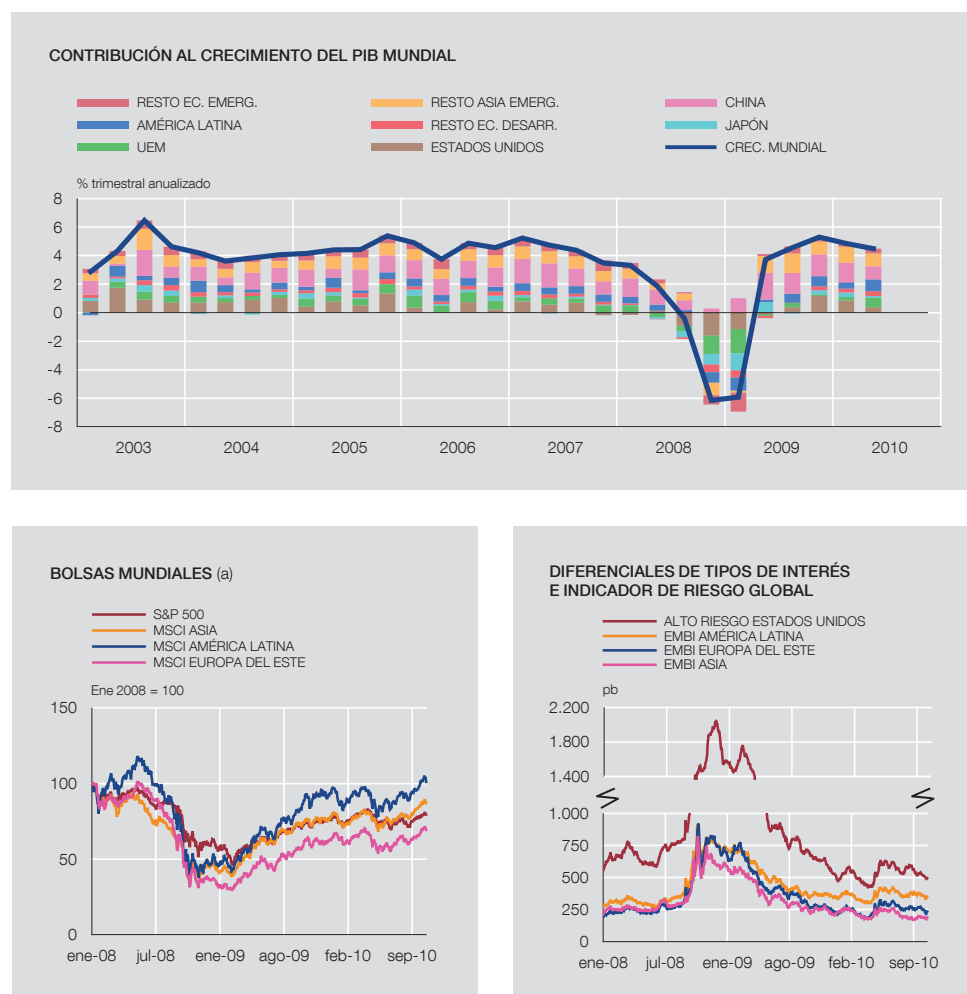 CONTRIBUCIÓN AL CRECIMIENTO DEL PIB MUNDIAL
RESTO EC. EMERG.
RESTO ASIA EMERG.
CHINA
AMÉRICA LATINA
RESTO EC. DESARR.
JAPÓN
UEM
ESTADOS UNIDOS
CREC. MUNDIAL
% trimestral anualizado
8
6
4
2
0
-2
-4
-6
-8
2003 2004 2005 2006 2007 2008 2009 2010
BOLSAS MUNDIALES (a)
S&P 500
MSCI ASIA
MSCI AMÉRICA LATINA
MSCI EUROPA DEL ESTE
Ene 2008 = 100
150
100
50
0
ene-08 jul-08 ene-09 ago-09 feb-10 sep-10
DIFERENCIALES DE TIPOS DE INTERÉS
E INDICADOR DE RIESGO GLOBAL
ALTO RIESGO ESTADOS UNIDOS
EMBI AMÉRICA LATINA
EMBI EUROPA DEL ESTE
EMBI ASIA
pb
2.200
1.800
1.400
1.000
750
500
250
0
ene-08 jul-08 ene-09 ago-09 feb-10 sep-10